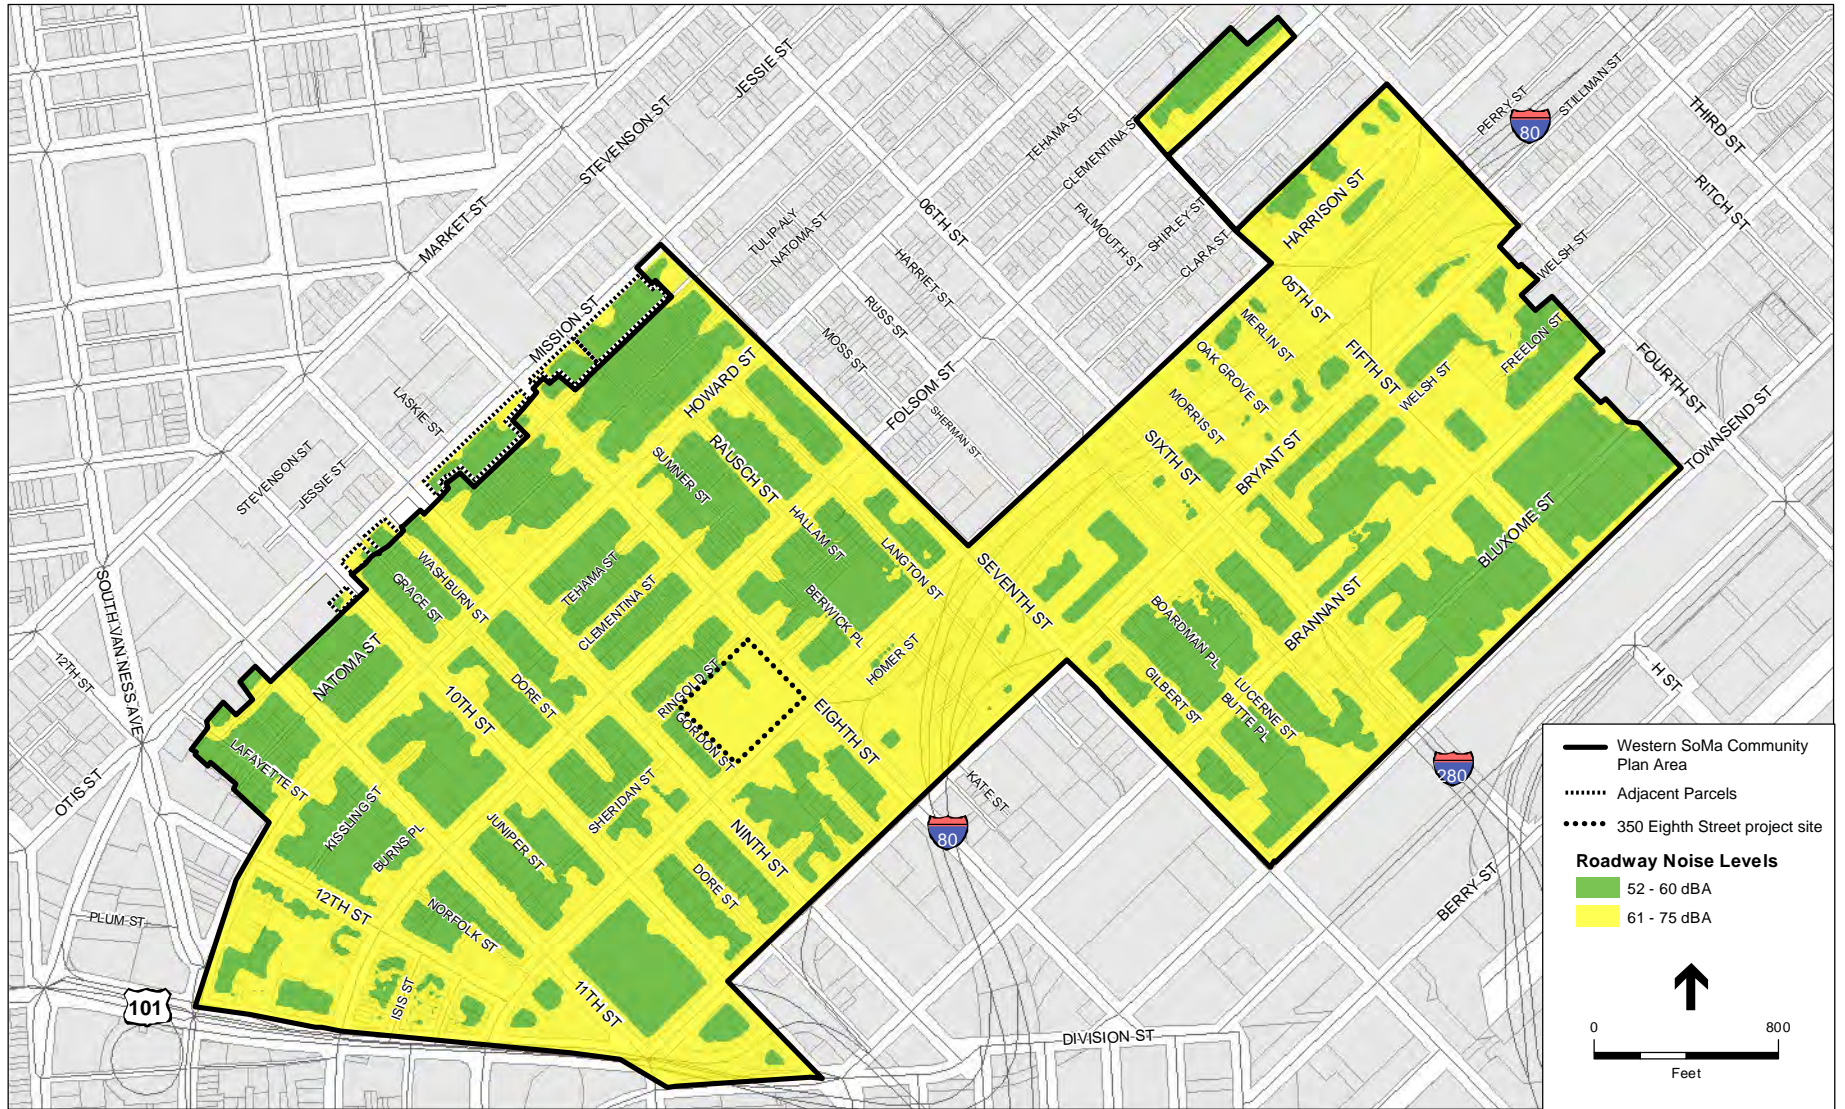 JESSIE ST
STEVENSON ST
MARKET ST
MISSION ST
TULIP ALY
NATOMA ST
06TH ST
TEHAMA ST
CLEMENTINA ST
FALMOUTH ST
SHIPLEY ST
CLARA ST
HARRIET ST
RUSS ST
MOSS ST
FOLSOM ST
SHERMAN ST
PERRY ST
STILLMAN ST
80
THIRD ST
RITCH ST
HARRISON ST
WELSH ST
05TH ST
MERLIN ST
OAK GROVE ST
FIFTH ST
WELSH ST
FREELON ST
FOURTH ST
TOWNSEND ST
MORRIS ST
SIXTH ST
BRYANT ST
BLUXOME ST
BRANNAN ST
SEVENTH ST
BOARDMAN PL
GILBERT ST
LUCERNE ST
BUTTE PL
H ST
280
BERRY ST
LASKIE ST
STEVENSON ST
JESSIE ST
HOWARD ST
RAUSCH ST
SUMNER ST
HALLAM ST
LANGTON ST
BERWICK PL
HOMER ST
TEHAMA ST
CLEMENTINA ST
WASHBURN ST
GRACE ST
SOUTH VAN NESS AVE
12TH ST
OTIS ST
NATOMA ST
10TH ST
DORE ST
RINGOLD ST
GORDON ST
EIGHTH ST
LAFAYETTE ST
KISSLING ST
BURNS PL
JUNIPER ST
SHERIDAN ST
NINTH ST
DORE ST
KATE ST
80
PLUM ST
12TH ST
NORFOLK ST
ISIS ST
11TH ST
101
DIVISION ST
Western SoMa Community
Plan Area
Adjacent Parcels
350 Eighth Street project site
Roadway Noise Levels
52 - 60 dBA
61 - 75 dBA
0 800
Feet